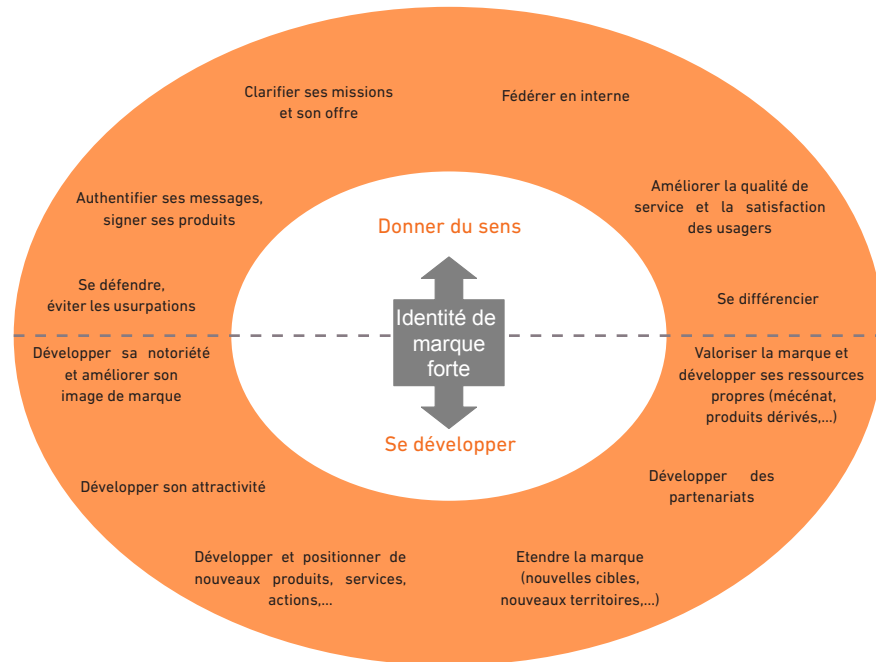 Clarifier ses missions
et son offre
Fédérer en interne
Authentifier ses messages,
signer ses produits
Améliorer la qualité de
service et la satisfaction
des usagers
Donner du sens
Se défendre,
éviter les usurpations
Se différencier
Identité de
marque
forte
Développer sa notoriété
et améliorer son
image de marque
Valoriser la marque et
développer ses ressources
propres (mécénat,
produits dérivés,...)
Se développer
Développer son attractivité
Développer des
partenariats
Développer et positionner de
nouveaux produits, services,
actions,...
Etendre la marque
(nouvelles cibles,
nouveaux territoires,...)